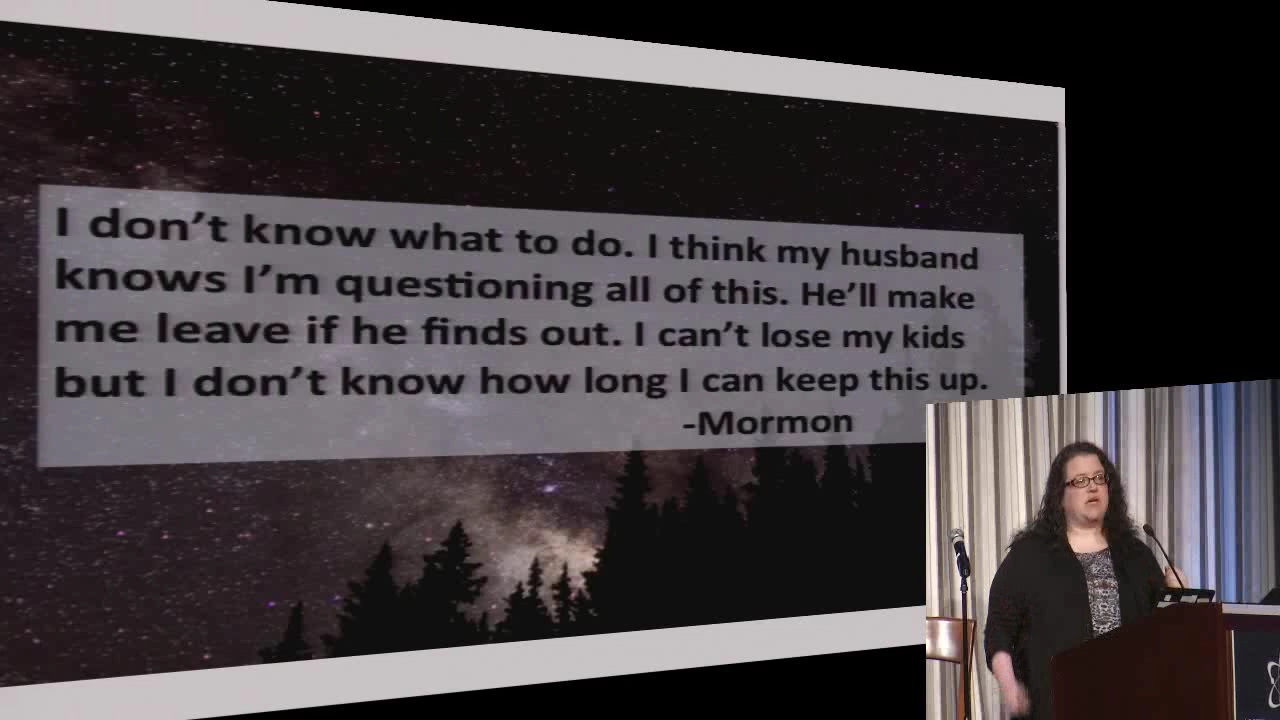 I don't know what to do. I think my husband
knows I'm questioning all of this. He'll make
me leave if he finds out. I can't lose my kids
but I don't know how long I can keep this up.
-Mormon